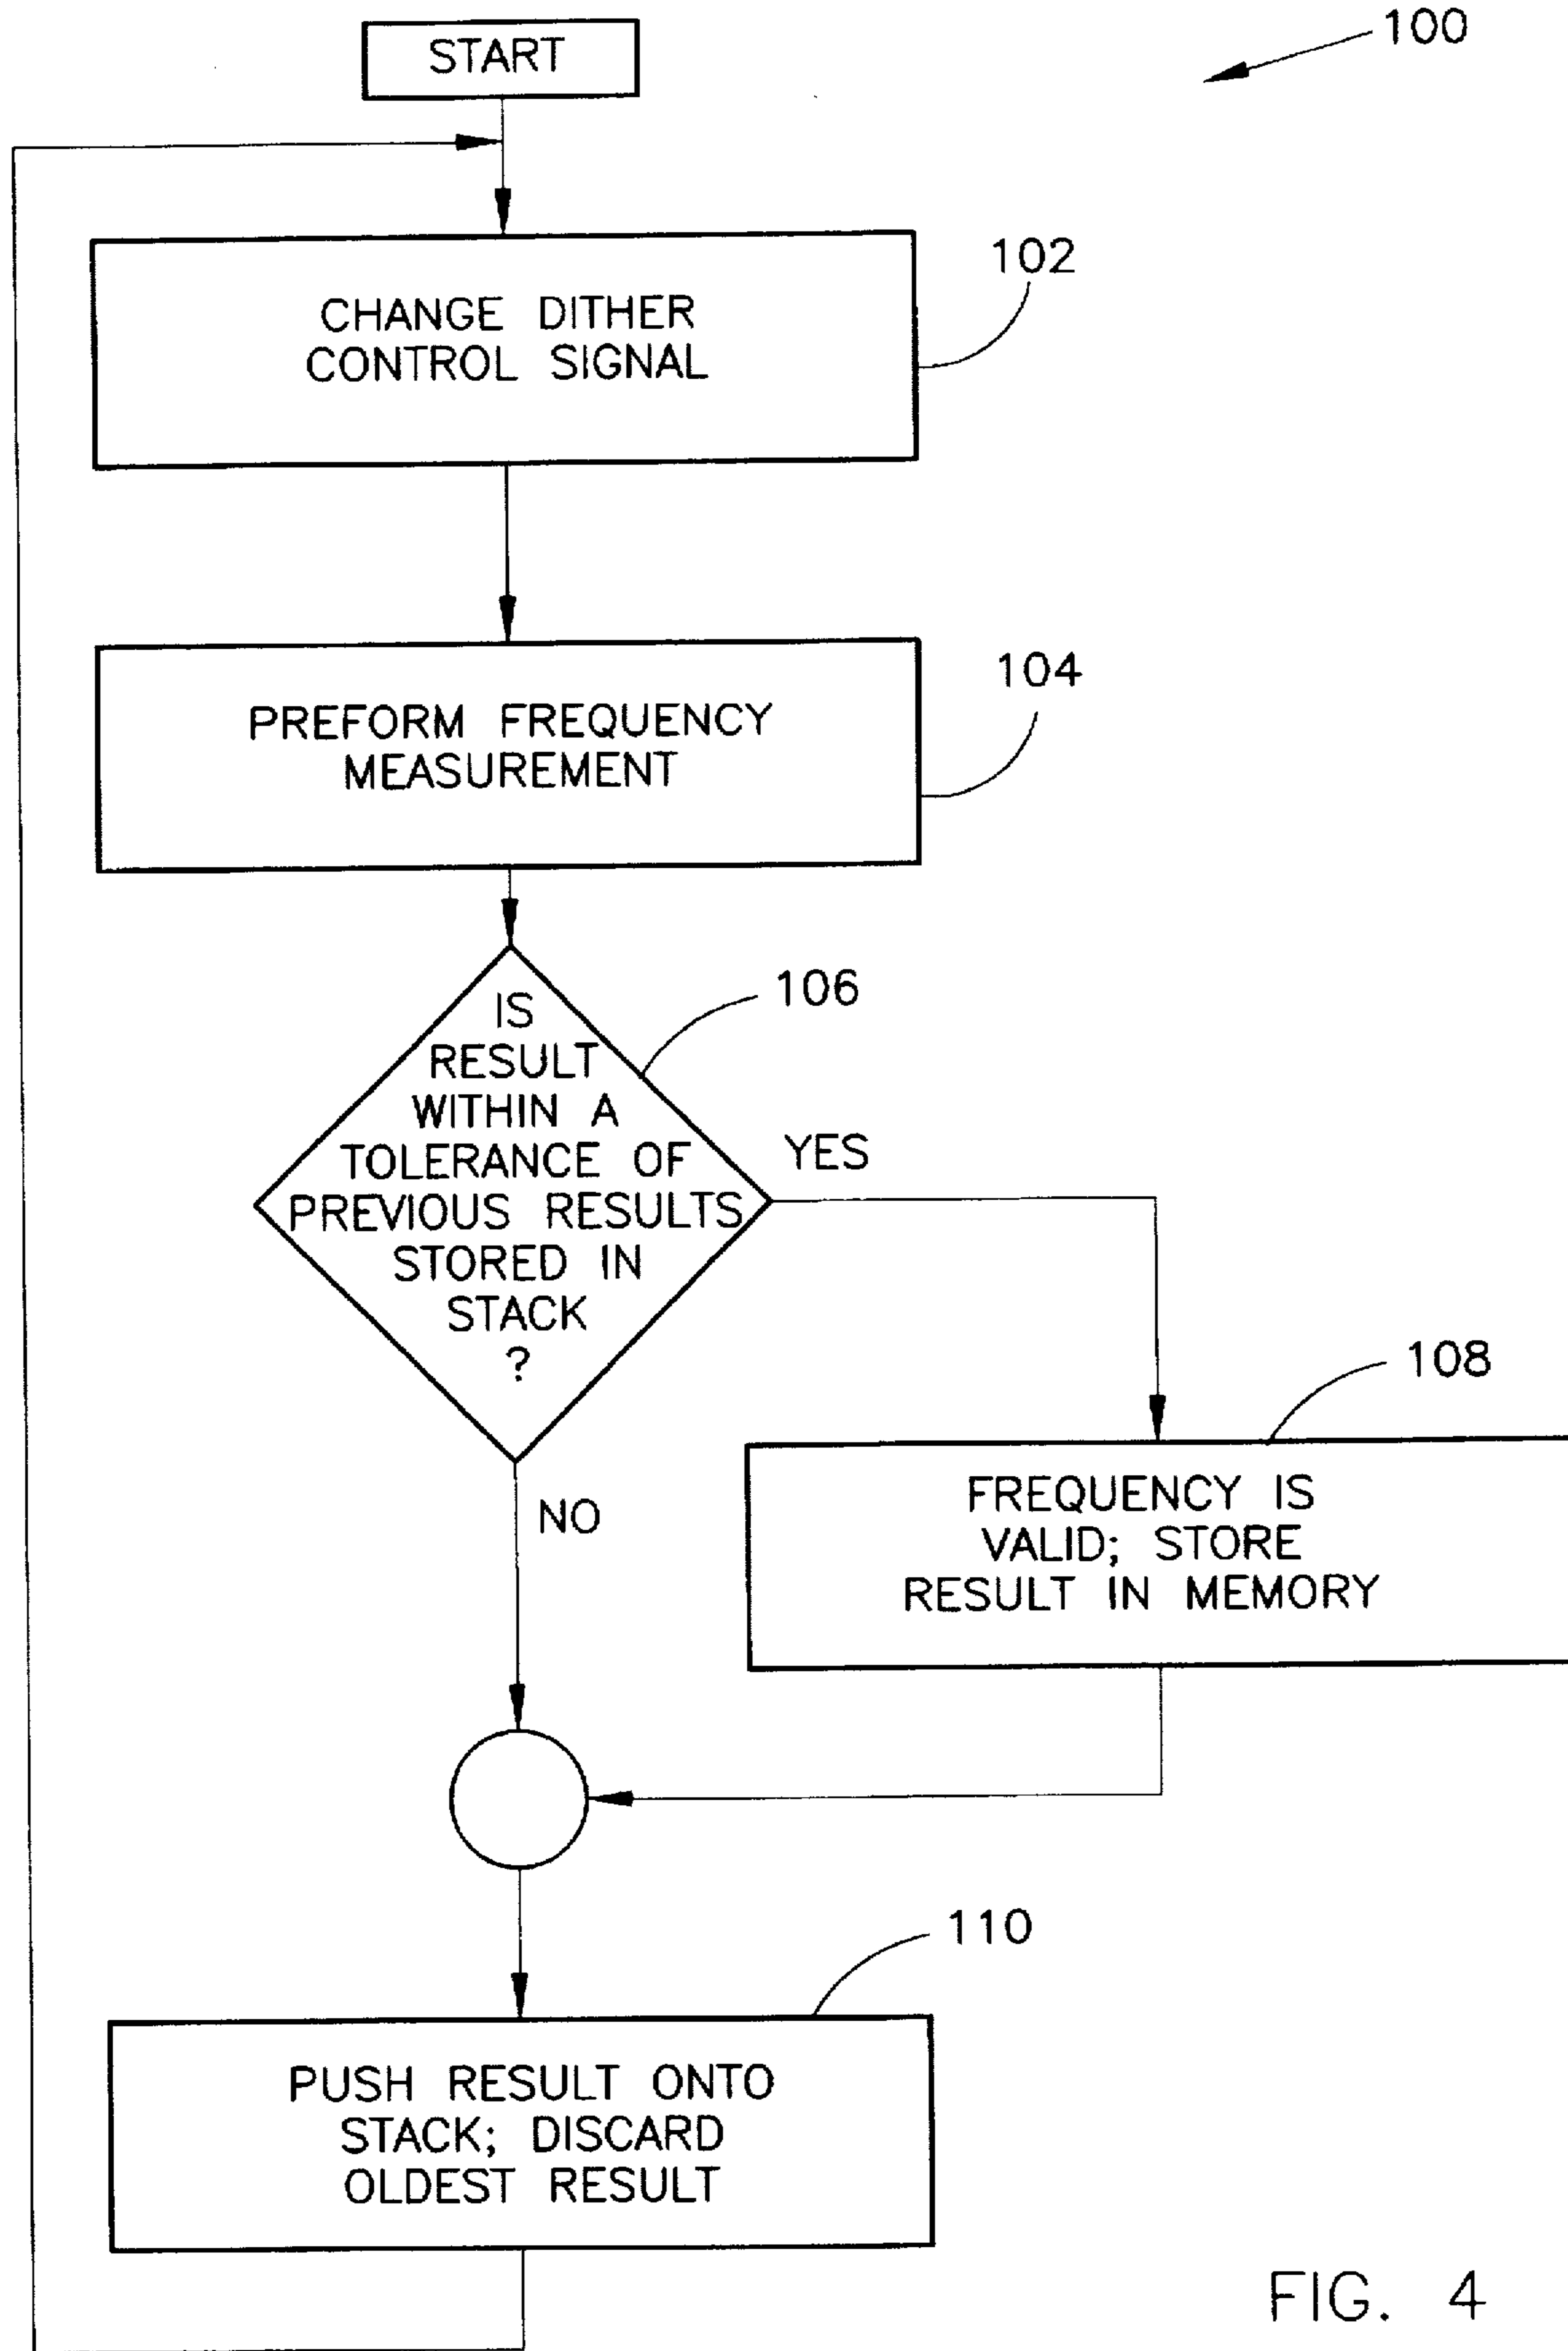 START
100
CHANGE DITHER
CONTROL SIGNAL
102
PREFORM FREQUENCY
MEASUREMENT
104
IS
RESULT
WITHIN A
TOLERANCE OF
PREVIOUS RESULTS
STORED IN
STACK
?
106
YES
NO
108
FREQUENCY IS
VALID; STORE
RESULT IN MEMORY
110
PUSH RESULT ONTO
STACK; DISCARD
OLDEST RESULT
FIG. 4